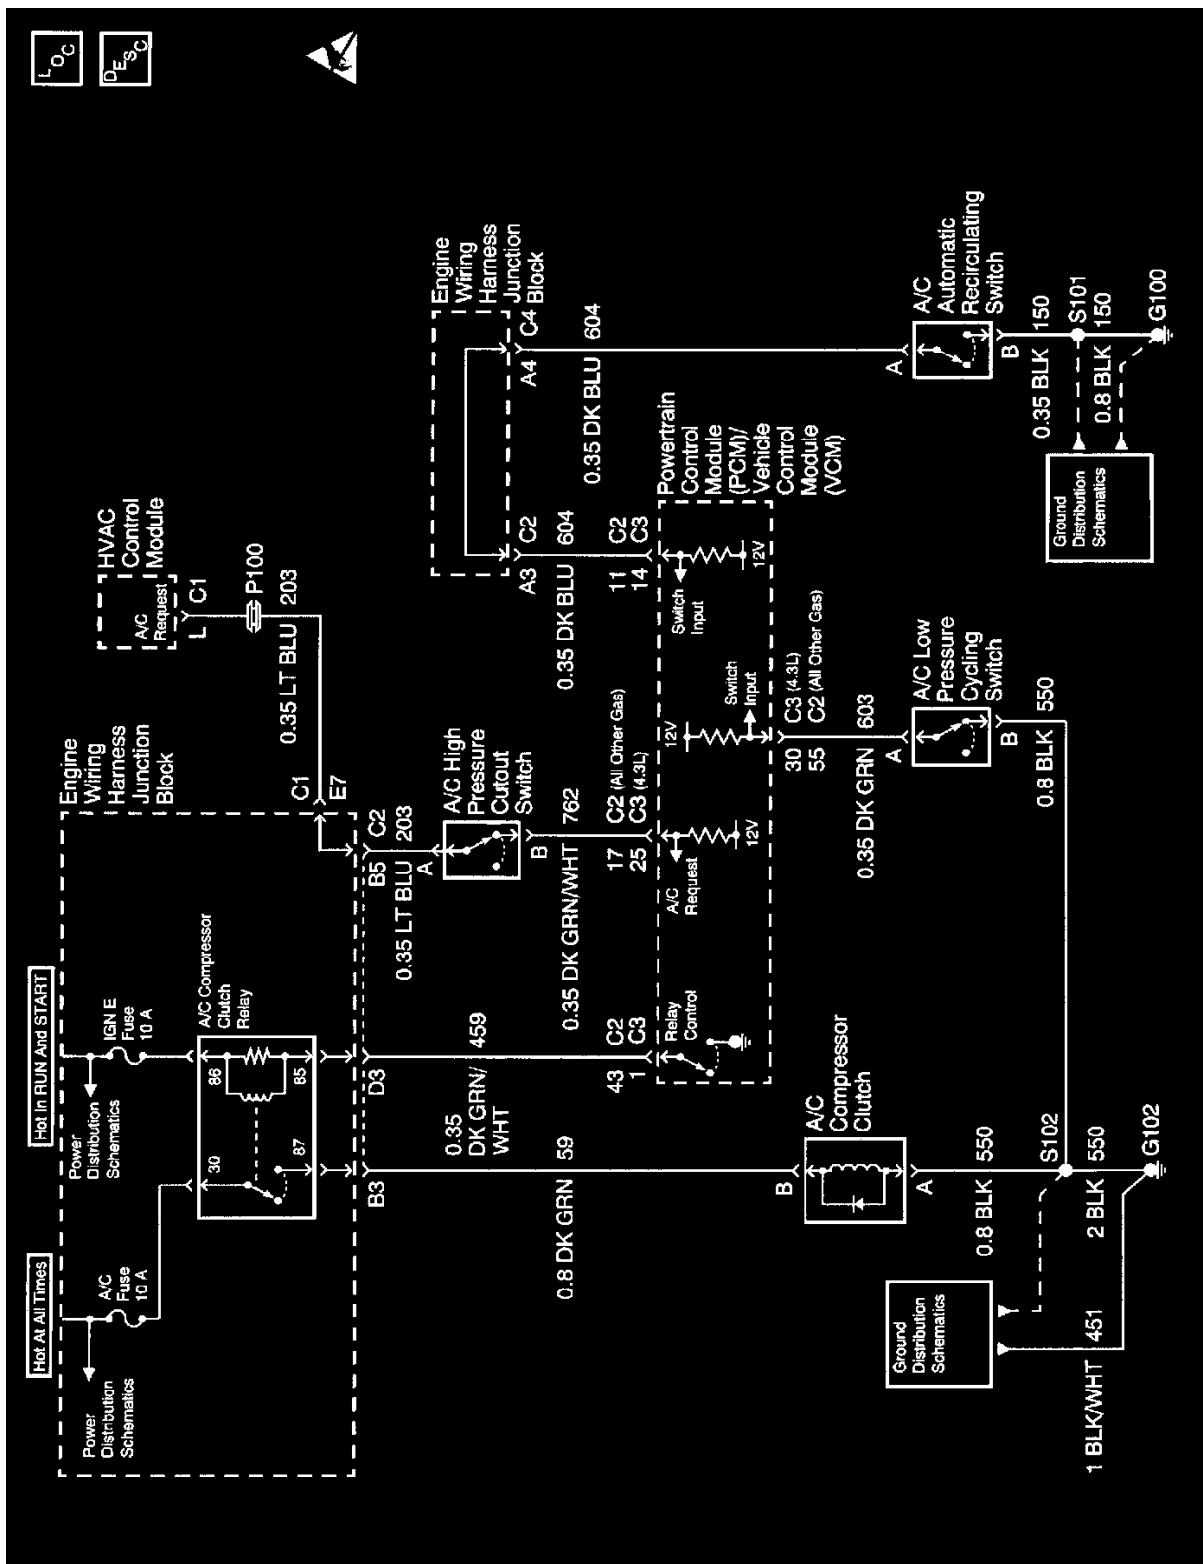 LOC
DESC
Hot At All Times
Hot In RUN And START
Power
Distribution
Schematics
A/C
Fuse
10 A
Power
Distribution
Schematics
IGN E
Fuse
10 A
A/C Compressor
Clutch
Relay
30
87
86
85
Engine
Wiring
Harness
Junction
Block
HVAC
Control
Module
A/C
Request
L
C1
P100
0.35 LT BLU
203
C1
E7
B3
D3
B5
C2
0.35 LT BLU
203
A
A/C High
Pressure
Cutout
Switch
B
0.35 DK GRN/WHT
762
17
C2 (All Other Gas)
25
C3 (4.3L)
0.35
DK GRN/
WHT
459
43
C2
1
C3
0.8 DK GRN
59
Engine
Wiring
Harness
Junction
Block
A3
C2
A4
C4
0.35 DK BLU
604
0.35 DK BLU
604
11
C2
14
C3
Powertrain
Control
Module
(PCM)/
Vehicle
Control
Module
(VCM)
Relay
Control
A/C
Request
12V
12V
Switch
Input
Switch
Input
12V
30
C3 (4.3L)
55
C2 (All Other Gas)
0.35 DK GRN
603
A
A/C Low
Pressure
Cycling
Switch
B
0.8 BLK
550
B
A/C
Compressor
Clutch
A
0.8 BLK
550
S102
2 BLK
550
G102
Ground
Distribution
Schematics
1 BLK/WHT
451
A
A/C
Automatic
Recirculating
Switch
B
0.35 BLK
150
S101
0.8 BLK
150
G100
Ground
Distribution
Schematics